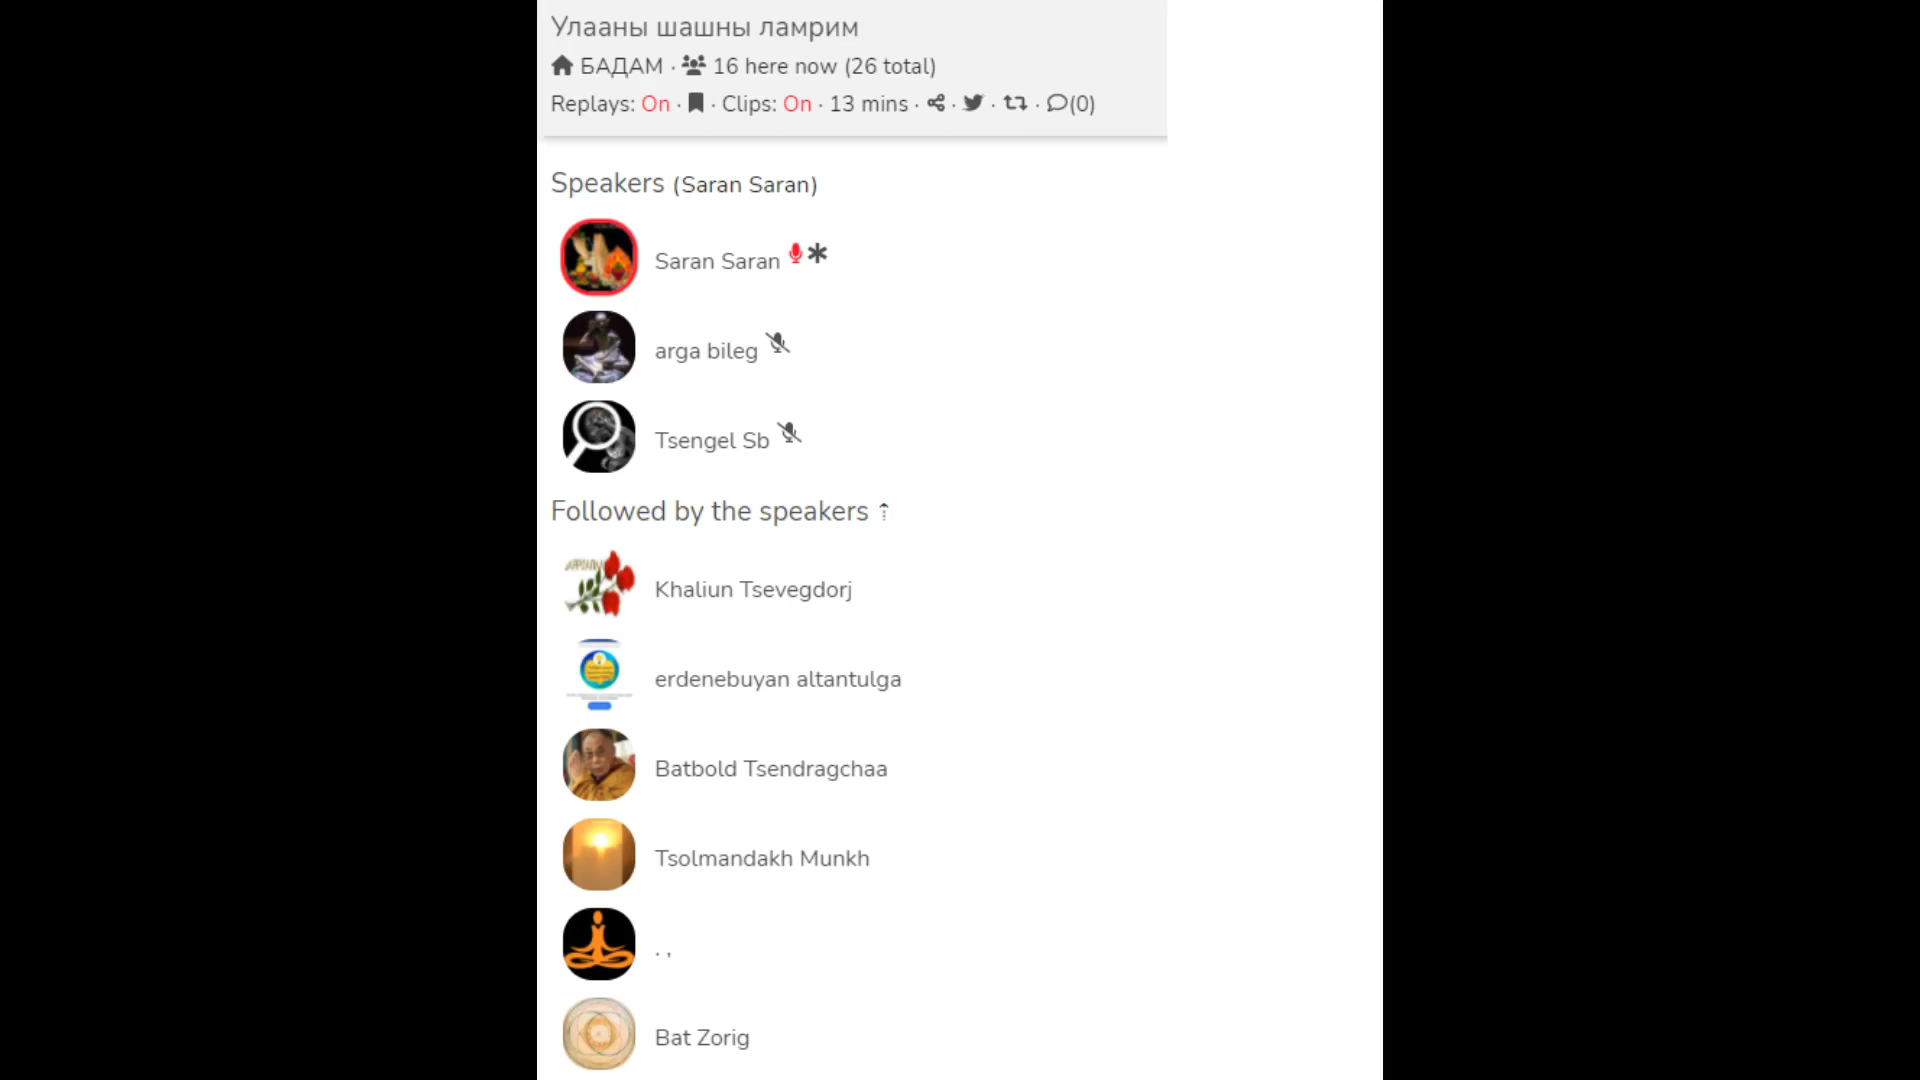 Улааны шашны ламрим
БАДАМ · 16 here now (26 total)
Replays: On · · Clips: On · 13 mins · · · · (0)
Speakers (Saran Saran)
Saran Saran
arga bileg
Tsengel Sb
Followed by the speakers ⇡
Khaliun Tsevegdorj
erdenebuyan altantulga
Batbold Tsendragchaa
Tsolmandakh Munkh
. ,
Bat Zorig